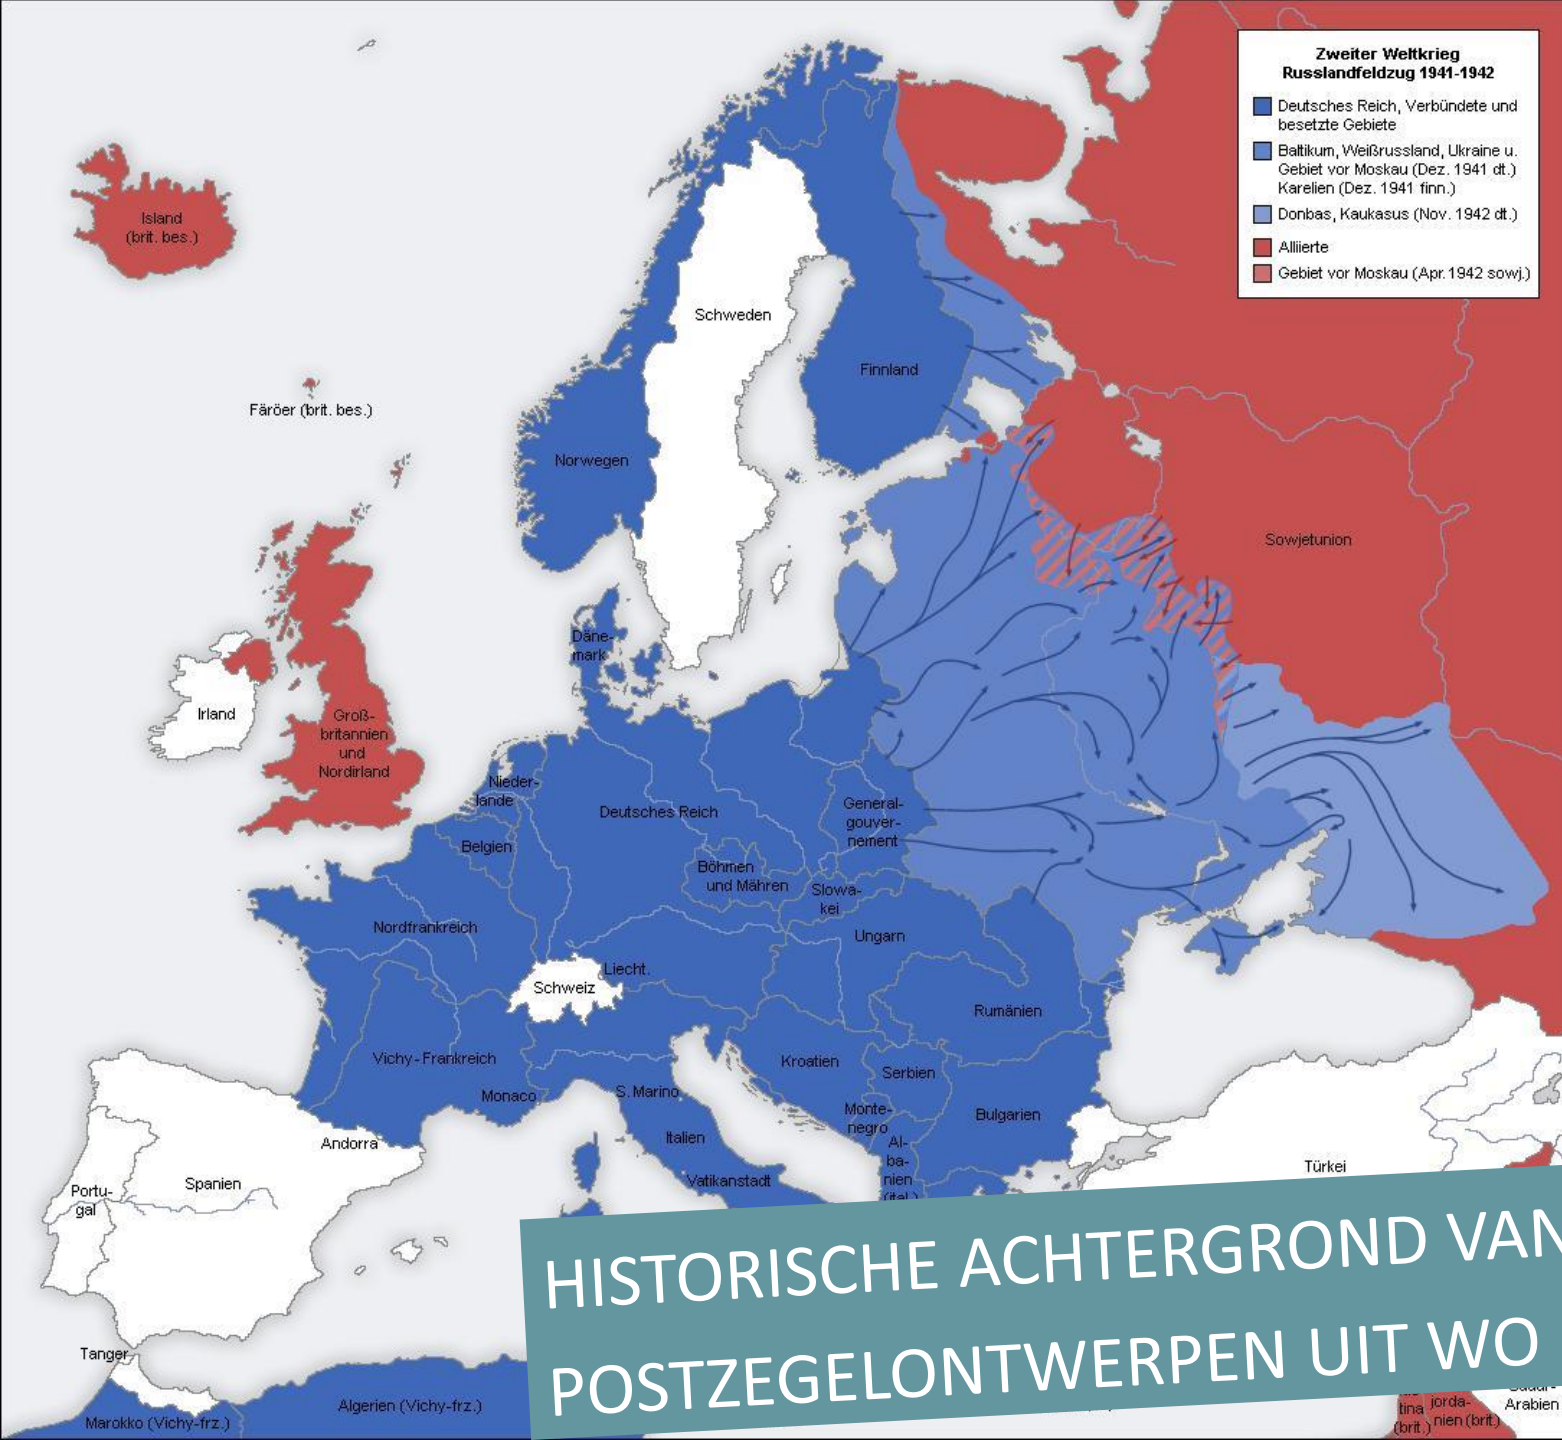 Zweiter Weltkrieg
Russlandfeldzug 1941-1942
Deutsches Reich, Verbündete und
besetzte Gebiete
Baltikum, Weißrussland, Ukraine u.
Gebiet vor Moskau (Dez. 1941 dt.)
Karelien (Dez. 1941 finn.)
Donbas, Kaukasus (Nov. 1942 dt.)
Alliierte
Gebiet vor Moskau (Apr. 1942 sowj.)
Island
(brit. bes.)
Schweden
Finnland
Färöer (brit. bes.)
Norwegen
Sowjetunion
Däne-
mark
Irland
Groß-
britannien
und
Nordirland
Nieder-
lande
Deutsches Reich
General-
gouver-
nement
Belgien
Böhmen
und Mähren
Slowa-
kei
Nordfrankreich
Ungarn
Liecht.
Schweiz
Rumänien
Vichy-Frankreich
Kroatien
Serbien
Monaco
S. Marino
Monte-
negro
Bulgarien
Andorra
Italien
Al-
ba-
nien
(ital.)
Vatikanstadt
Türkei
Portu-
gal
Spanien
HISTORISCHE ACHTERGROND VAN
POSTZEGELONTWERPEN UIT WO
Tanger
Algerien (Vichy-frz.)
Marokko (Vichy-frz.)
tina
(brit.)
jorda-
nien (brit.)
Arabien